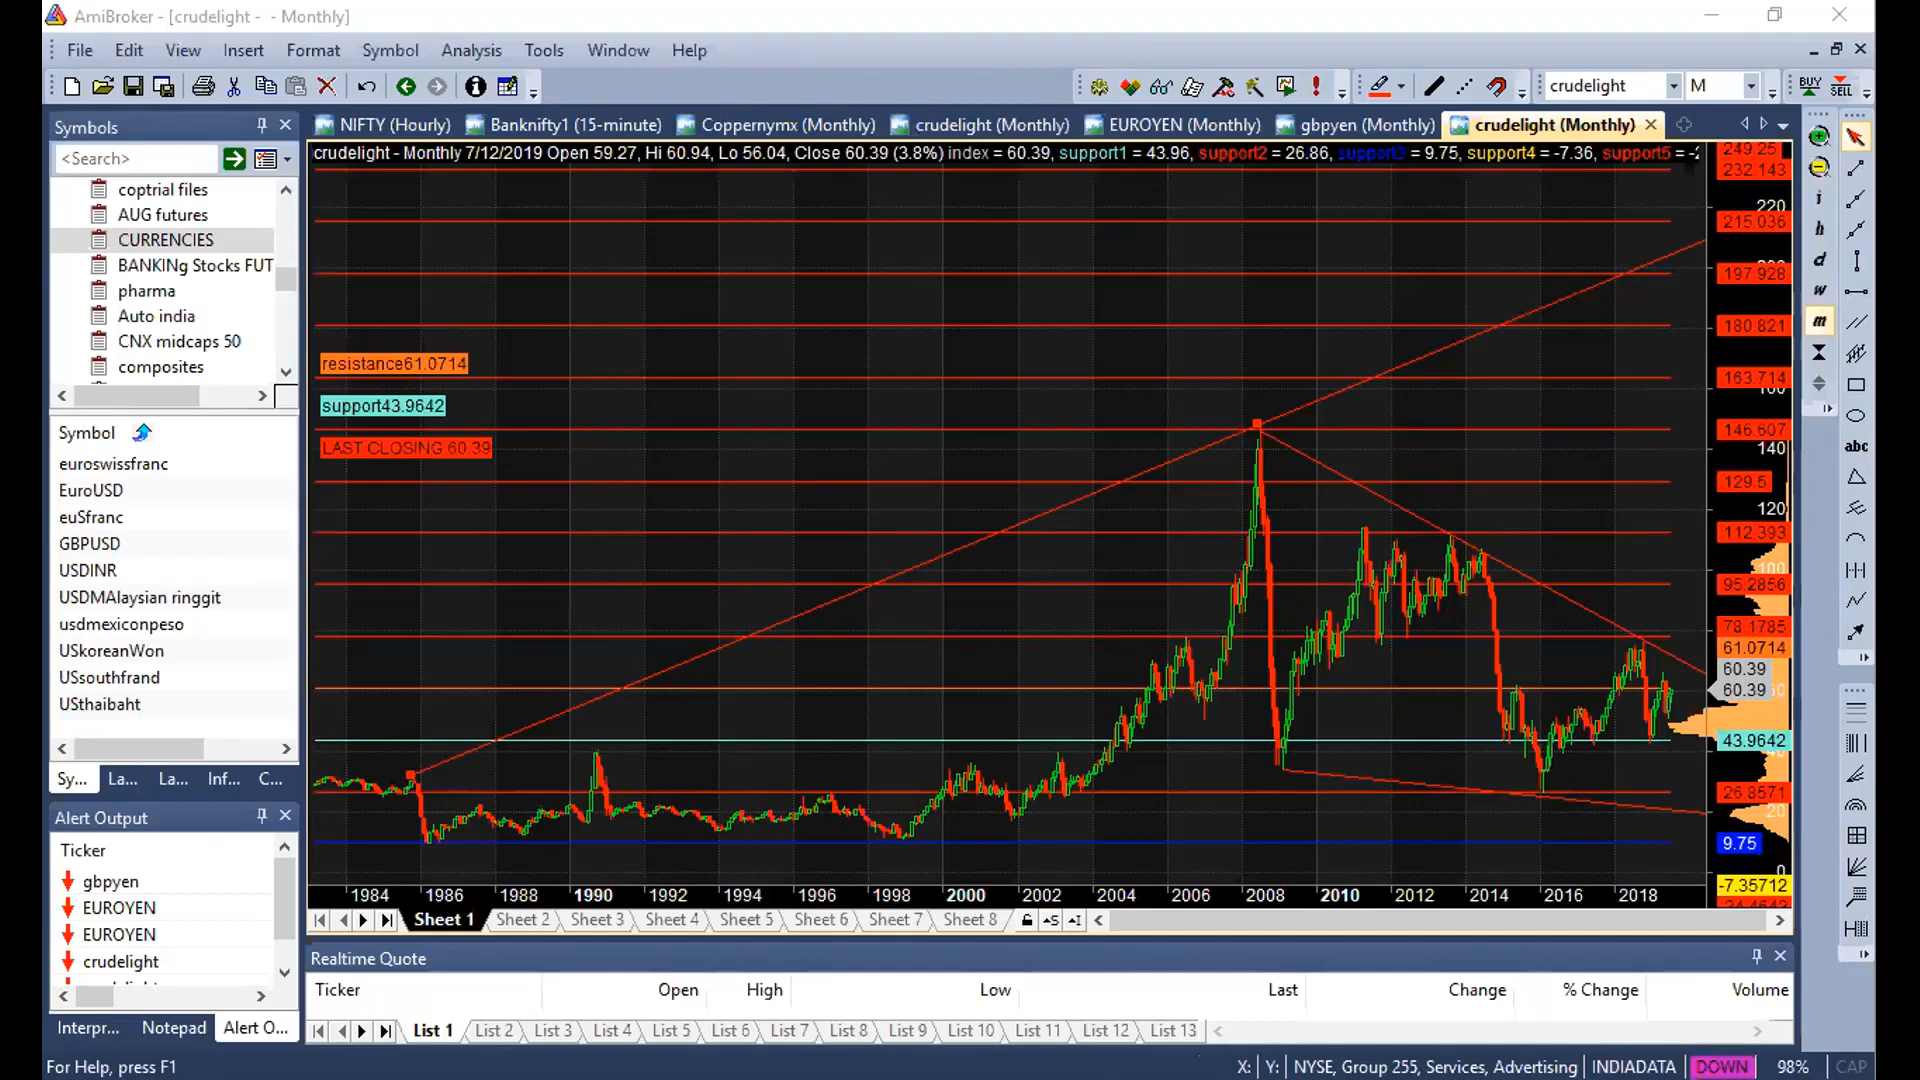 AmiBroker - [crudelight - - Monthly]
File Edit View Insert Format Symbol Analysis Tools Window Help
crudelight M BUY SELL
Symbols
NIFTY (Hourly) Banknifty1 (15-minute) Coppernymx (Monthly) crudelight (Monthly) EUROYEN (Monthly) gbpyen (Monthly) crudelight (Monthly)
<Search>
crudelight - Monthly 7/12/2019 Open 59.27, Hi 60.94, Lo 56.04, Close 60.39 (3.8%) index = 60.39, support1 = 43.96, support2 = 26.86, support3 = 9.75, support4 = -7.36, support5 = -2
coptrial files
AUG futures
CURRENCIES
BANKINg Stocks FUT
pharma
Auto india
CNX midcaps 50
composites
Symbol
euroswissfranc
EuroUSD
euSfranc
GBPUSD
USDINR
USDMAlaysian ringgit
usdmexiconpeso
USkoreanWon
USsouthfrand
USthaibaht
Sy... La... La... Inf... C...
resistance61.0714
support43.9642
LAST CLOSING 60.39
249.25
232.143
220
215.036
197.928
180.821
163.714
160
146.607
140
129.5
120
112.393
100
95.2856
78.1785
61.0714
60.39
60.39
43.9642
26.8571
20
9.75
0
-7.35712
-24.4643
i
h
d
w
m
abc
1984 1986 1988 1990 1992 1994 1996 1998 2000 2002 2004 2006 2008 2010 2012 2014 2016 2018
Sheet 1 Sheet 2 Sheet 3 Sheet 4 Sheet 5 Sheet 6 Sheet 7 Sheet 8
Alert Output
Ticker
gbpyen
EUROYEN
EUROYEN
crudelight
Interpr... Notepad Alert O...
Realtime Quote
Ticker Open High Low Last Change % Change Volume
List 1 List 2 List 3 List 4 List 5 List 6 List 7 List 8 List 9 List 10 List 11 List 12 List 13
For Help, press F1
X: Y: NYSE, Group 255, Services, Advertising INDIADATA DOWN 98% CAP